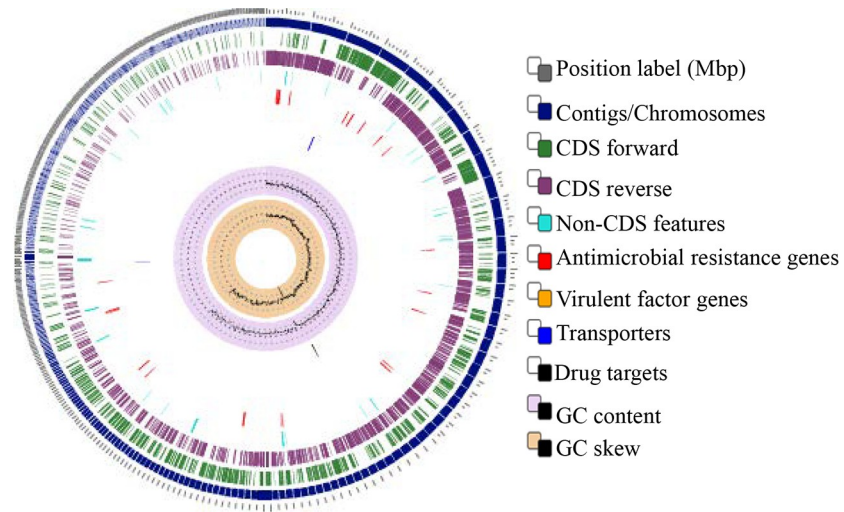 Position label (Mbp)
Contigs/Chromosomes
CDS forward
CDS reverse
Non-CDS features
Antimicrobial resistance genes
Virulent factor genes
Transporters
Drug targets
GC content
GC skew